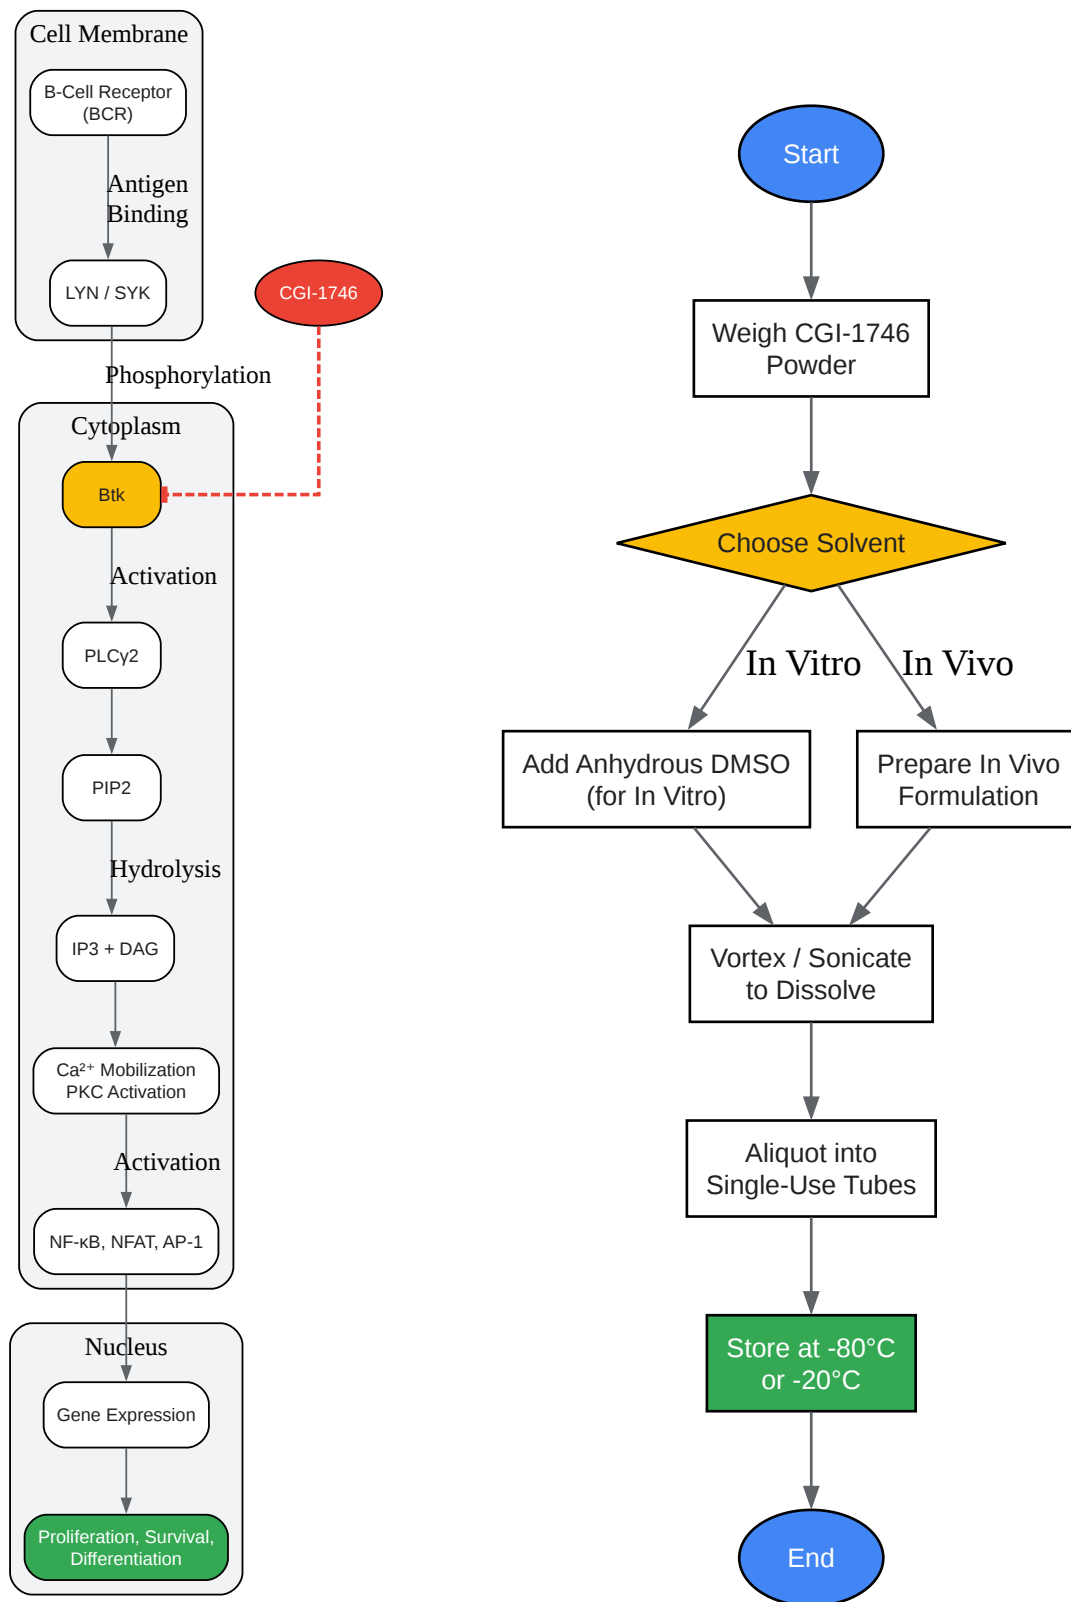 Cell Membrane
B-Cell Receptor
(BCR)
Antigen
Binding
LYN / SYK
CGI-1746
Phosphorylation
Cytoplasm
Btk
Activation
PLCγ2
PIP2
Hydrolysis
IP3 + DAG
Ca²⁺ Mobilization
PKC Activation
Activation
NF-κB, NFAT, AP-1
Nucleus
Gene Expression
Proliferation, Survival,
Differentiation
Start
Weigh CGI-1746
Powder
Choose Solvent
In Vitro
In Vivo
Add Anhydrous DMSO
(for In Vitro)
Prepare In Vivo
Formulation
Vortex / Sonicate
to Dissolve
Aliquot into
Single-Use Tubes
Store at -80°C
or -20°C
End